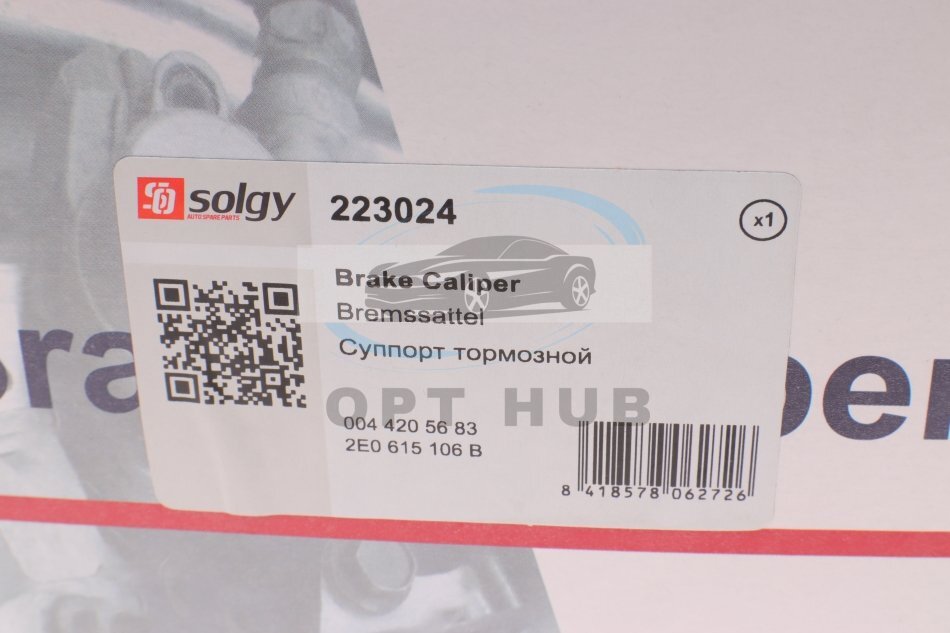 solgy
AUTO SPARE PARTS
223024
x1
Brake Caliper
Bremssattel
Суппорт тормозной
OPT HUB
004 420 56 83
2E0 615 106 B
8 418578 062726